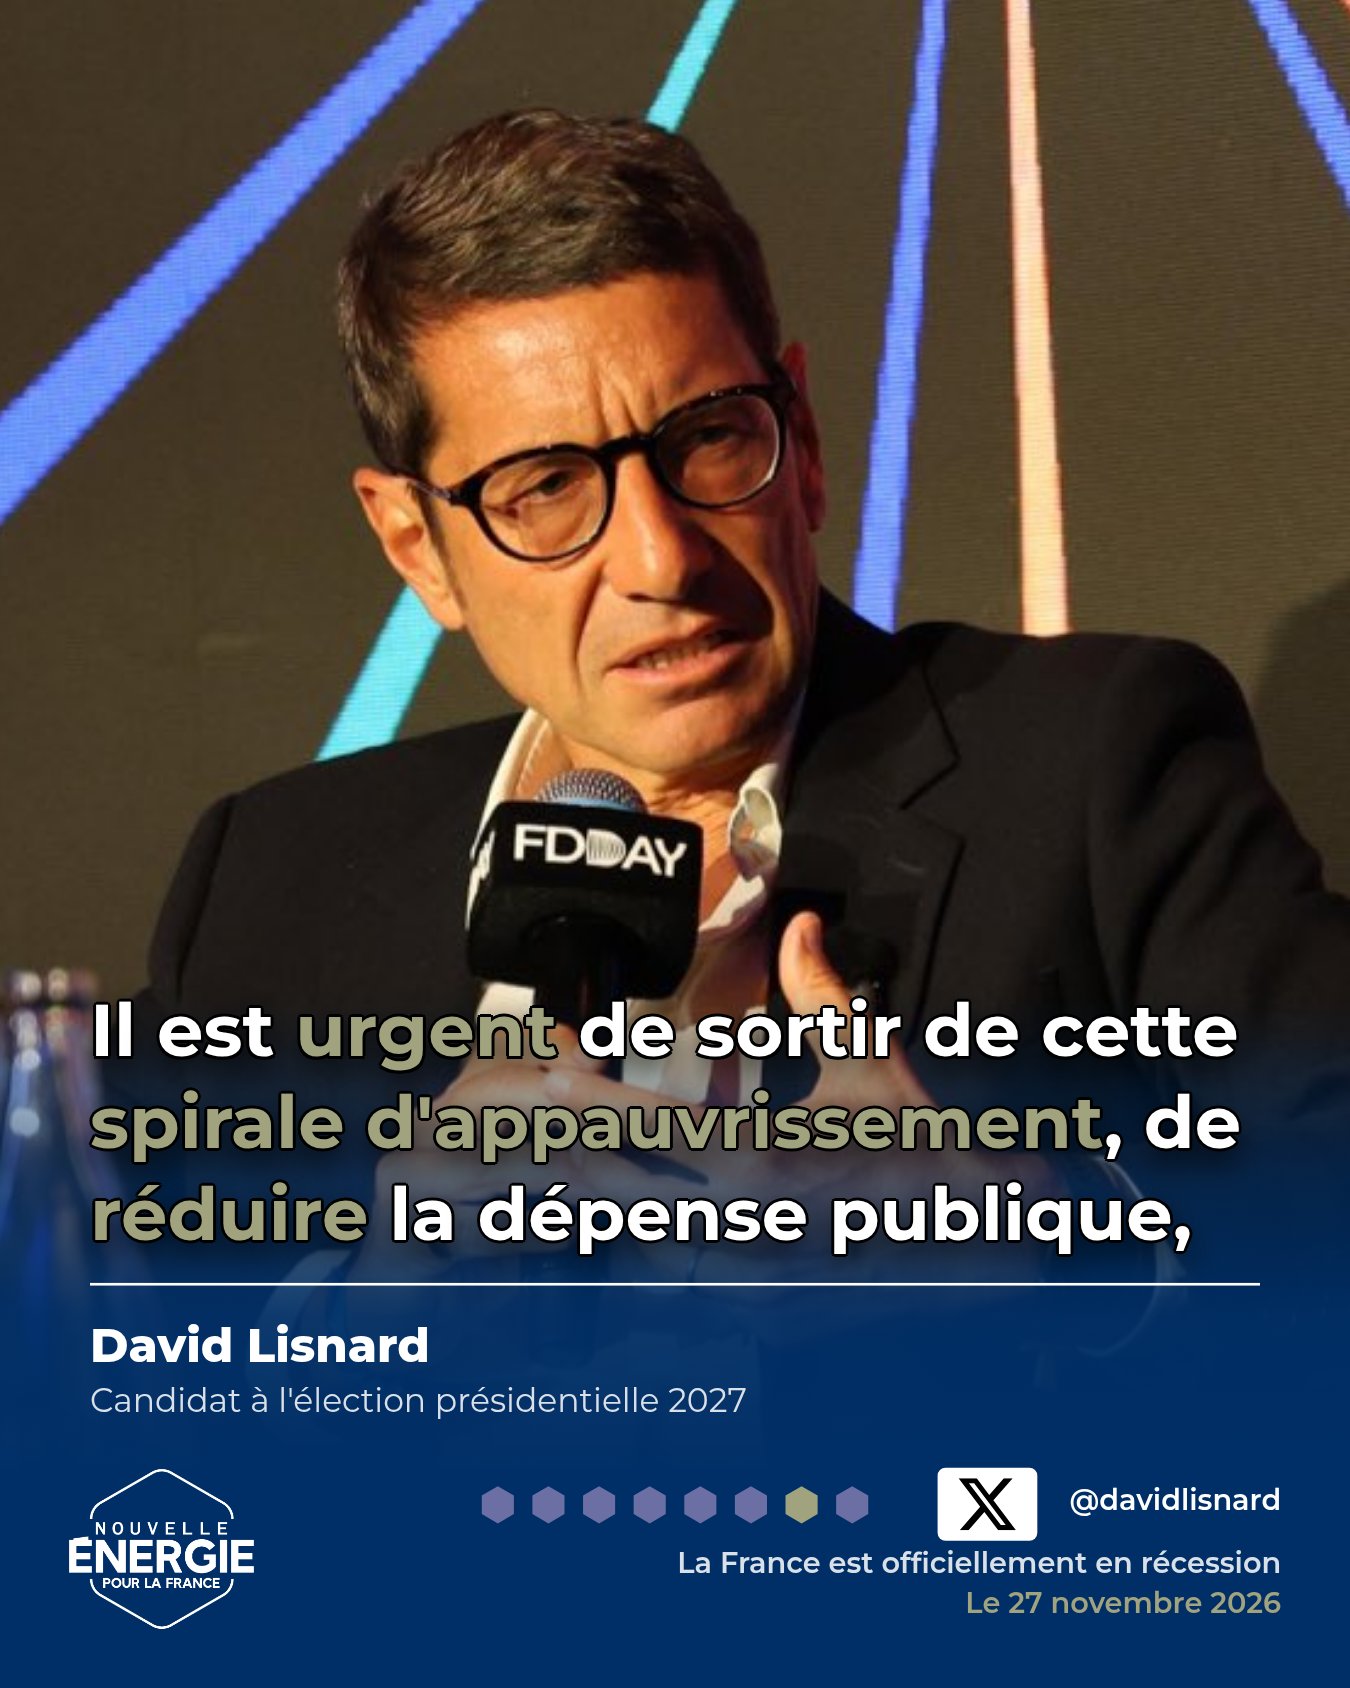 FDDAY
Il est urgent de sortir de cette
spirale d'appauvrissement, de
réduire la dépense publique,
David Lisnard
Candidat à l'élection présidentielle 2027
NOUVELLE
ÉNERGIE
POUR LA FRANCE
X
@davidlisnard
La France est officiellement en récession
Le 27 novembre 2026